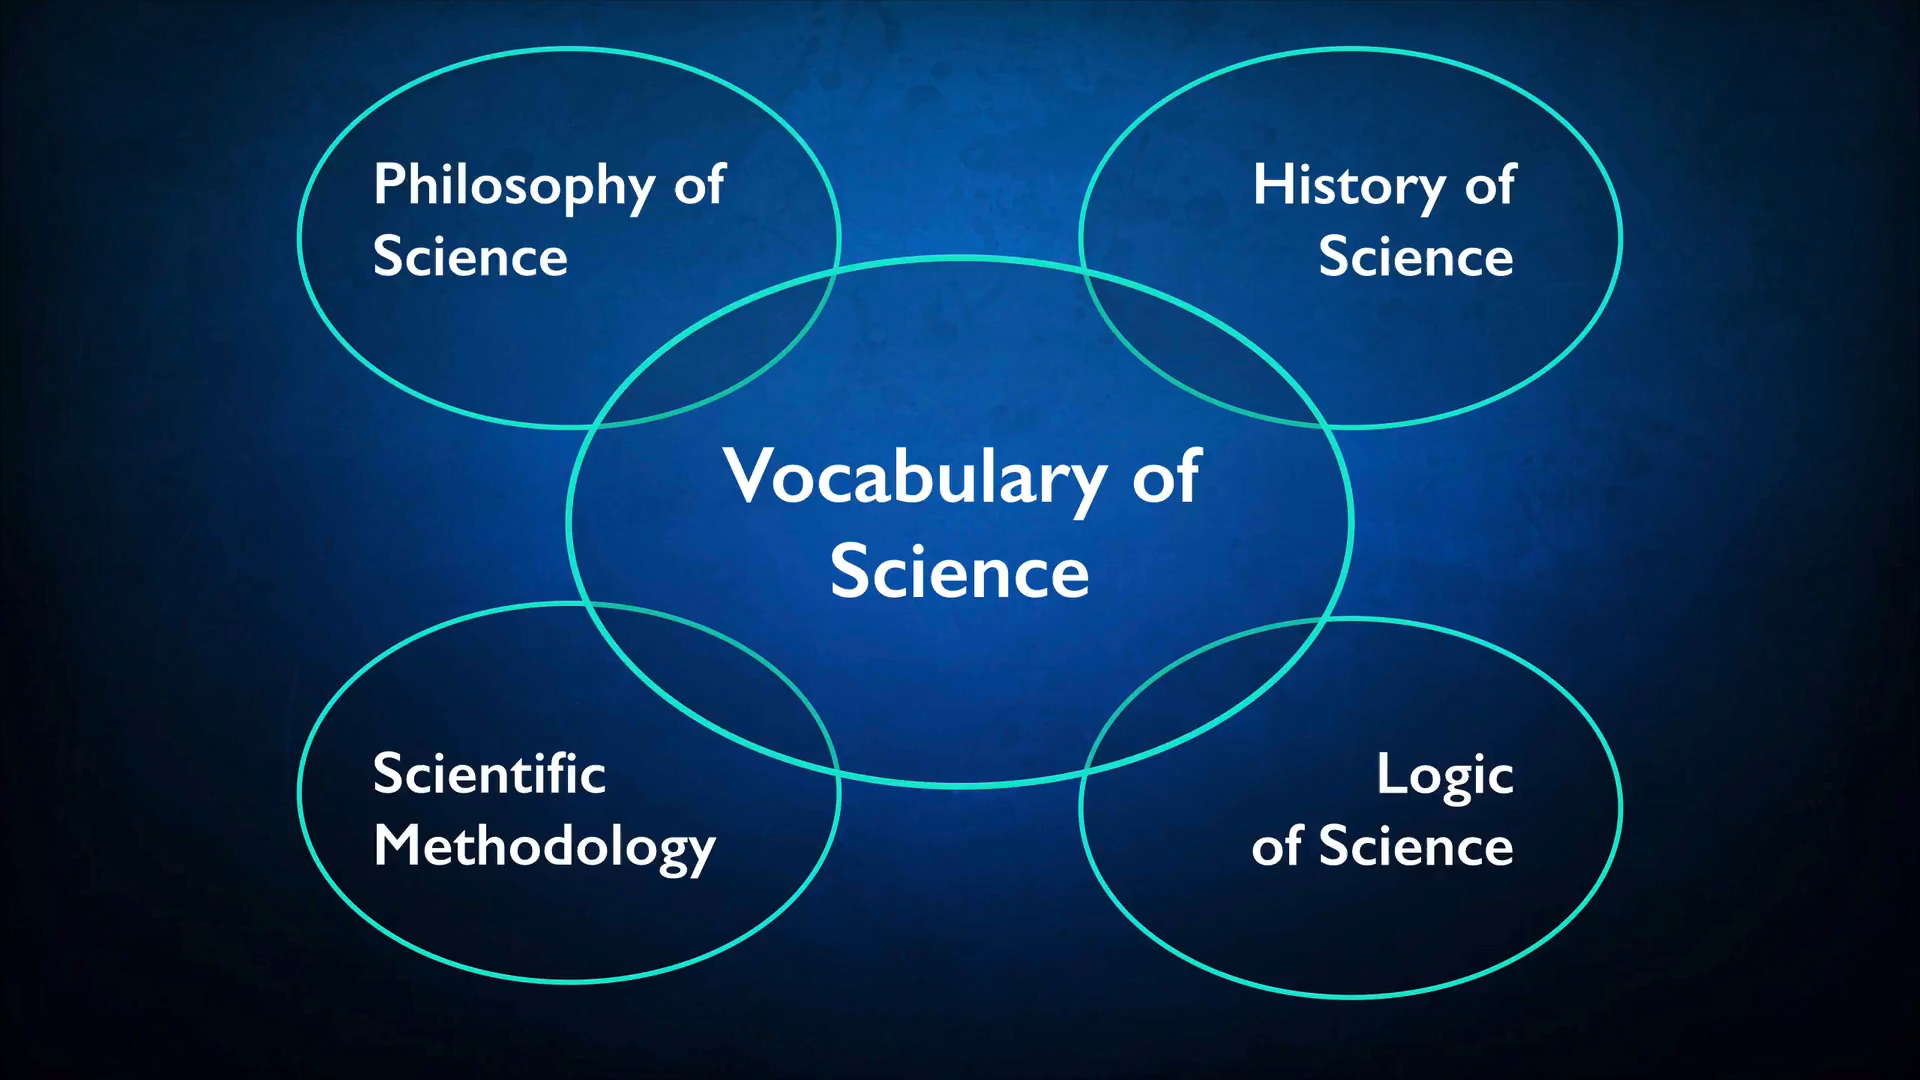 Philosophy of
Science
History of
Science
Vocabulary of
Science
Scientific
Methodology
Logic
of Science